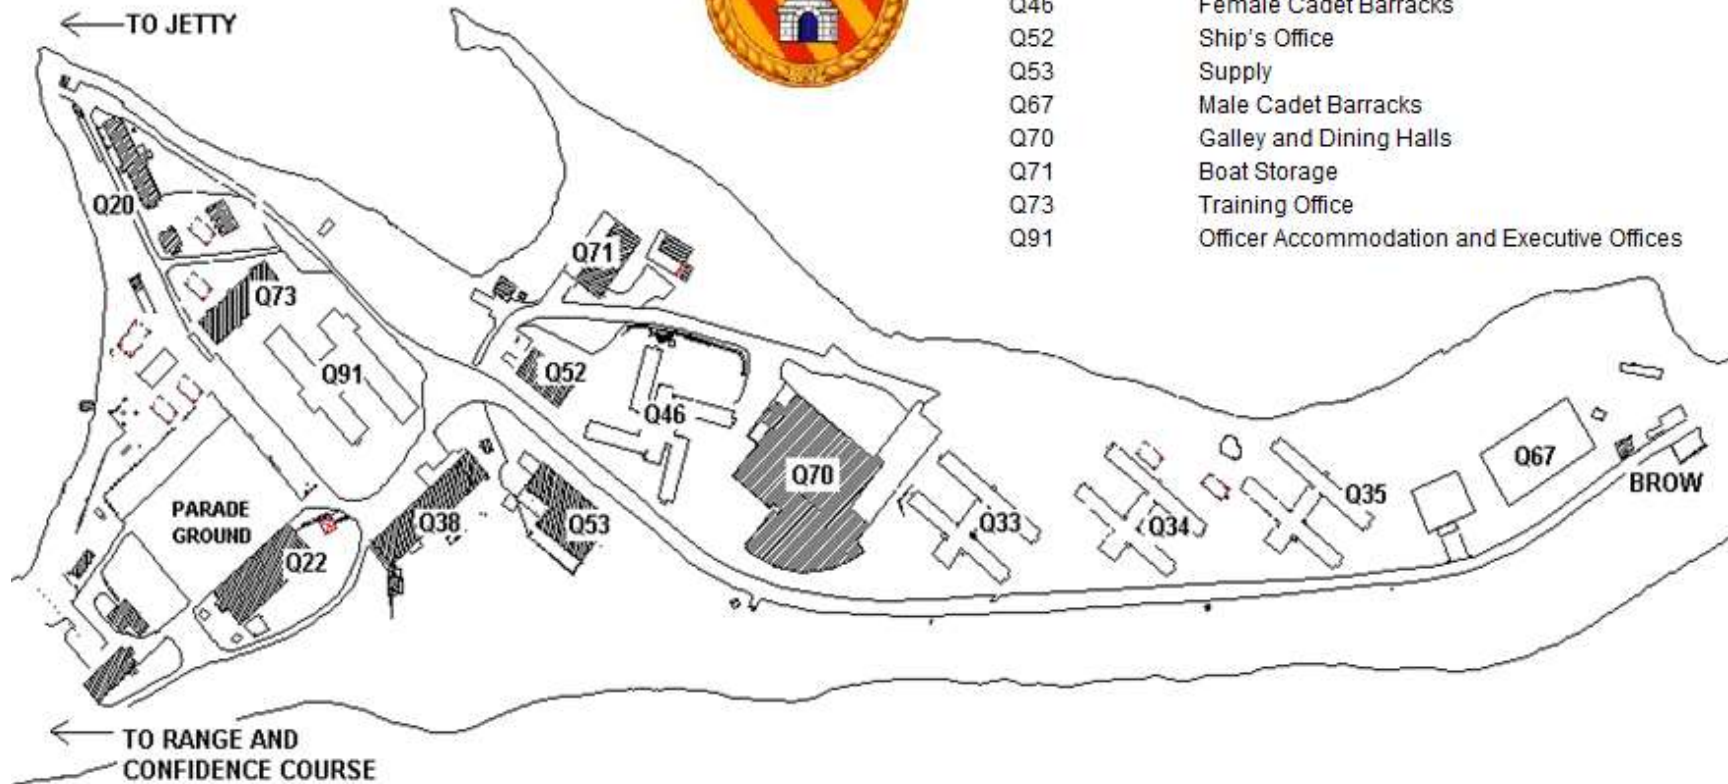 TO JETTY
Q46 Female Cadet Barracks
Q52 Ship's Office
Q53 Supply
Q67 Male Cadet Barracks
Q70 Galley and Dining Halls
Q71 Boat Storage
Q73 Training Office
Q91 Officer Accommodation and Executive Offices
Q20
Q71
Q73
Q91
Q52
Q46
Q70
Q67
BROW
Q35
Q34
Q33
Q53
Q38
PARADE
GROUND
Q22
TO RANGE AND
CONFIDENCE COURSE